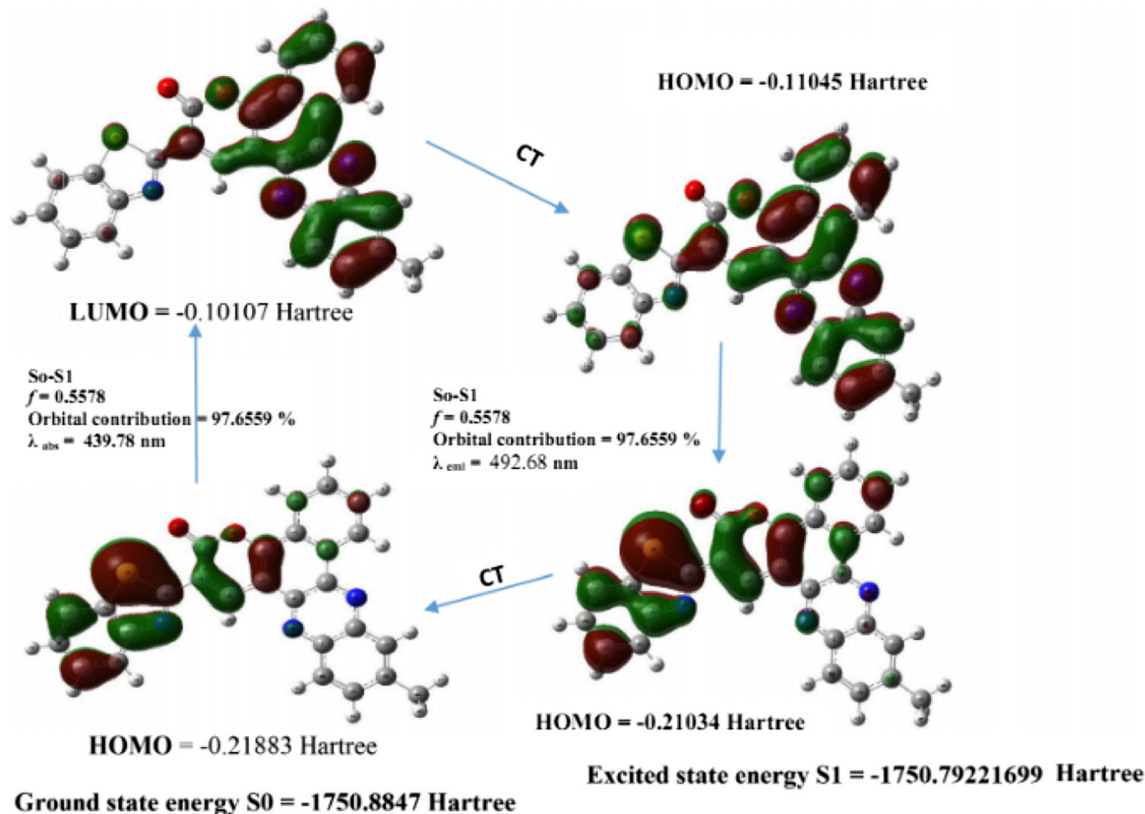 HOMO = -0.11045 Hartree
CT
LUMO = -0.10107 Hartree
So-S1
f = 0.5578
Orbital contribution = 97.6559 %
λ abs = 439.78 nm
So-S1
f = 0.5578
Orbital contribution = 97.6559 %
λ emi = 492.68 nm
CT
HOMO = -0.21883 Hartree
HOMO = -0.21034 Hartree
Excited state energy S1 = -1750.79221699 Hartree
Ground state energy S0 = -1750.8847 Hartree